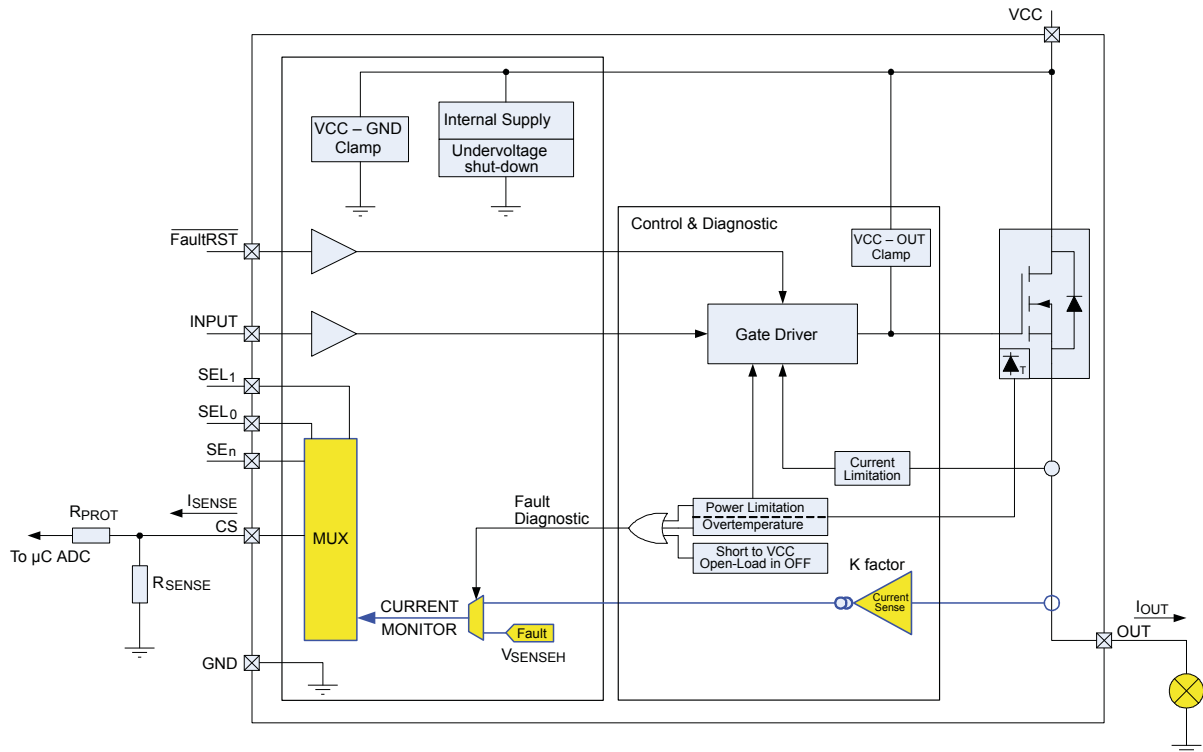 VCC
VCC – GND
Clamp
Internal Supply
Undervoltage
shut-down
Control & Diagnostic
FaultRST
VCC – OUT
Clamp
INPUT
Gate Driver
T
SEL1
SEL0
SEn
Current
Limitation
ISENSE
Fault
Diagnostic
Power Limitation
Overtemperature
RPROT
CS
MUX
To µC ADC
Short to VCC
Open-Load in OFF
K factor
RSENSE
Current
Sense
CURRENT
MONITOR
Fault
VSENSEH
IOUT
OUT
GND